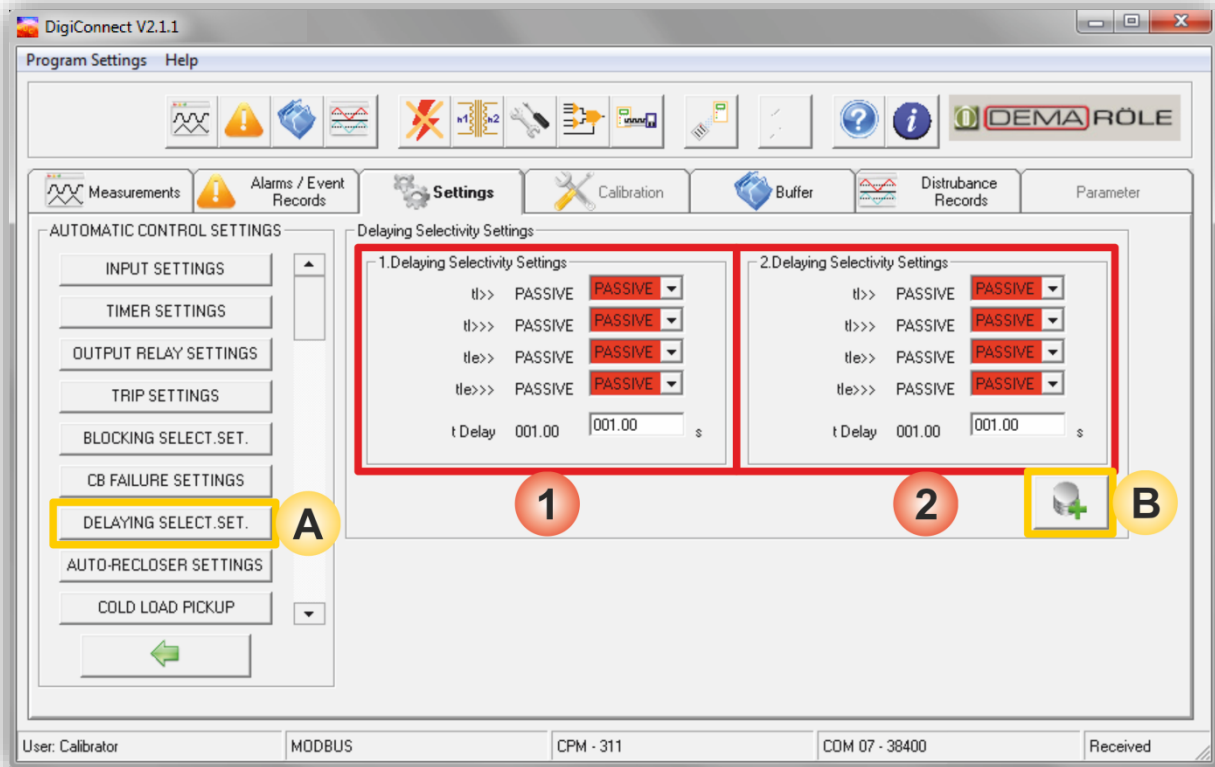 DigiConnect V2.1.1
Program Settings Help
n1 n2
DEMA RÖLE
Measurements
Alarms / Event
Records
Settings
Calibration
Buffer
Distrubance
Records
Parameter
AUTOMATIC CONTROL SETTINGS
INPUT SETTINGS
TIMER SETTINGS
OUTPUT RELAY SETTINGS
TRIP SETTINGS
BLOCKING SELECT.SET.
CB FAILURE SETTINGS
DELAYING SELECT.SET.
A
AUTO-RECLOSER SETTINGS
COLD LOAD PICKUP
Delaying Selectivity Settings
1.Delaying Selectivity Settings
tI>> PASSIVE PASSIVE
tI>>> PASSIVE PASSIVE
tIe>> PASSIVE PASSIVE
tIe>>> PASSIVE PASSIVE
t Delay 001.00 001.00 s
1
2.Delaying Selectivity Settings
tI>> PASSIVE PASSIVE
tI>>> PASSIVE PASSIVE
tIe>> PASSIVE PASSIVE
tIe>>> PASSIVE PASSIVE
t Delay 001.00 001.00 s
2
B
User: Calibrator MODBUS CPM - 311 COM 07 - 38400 Received